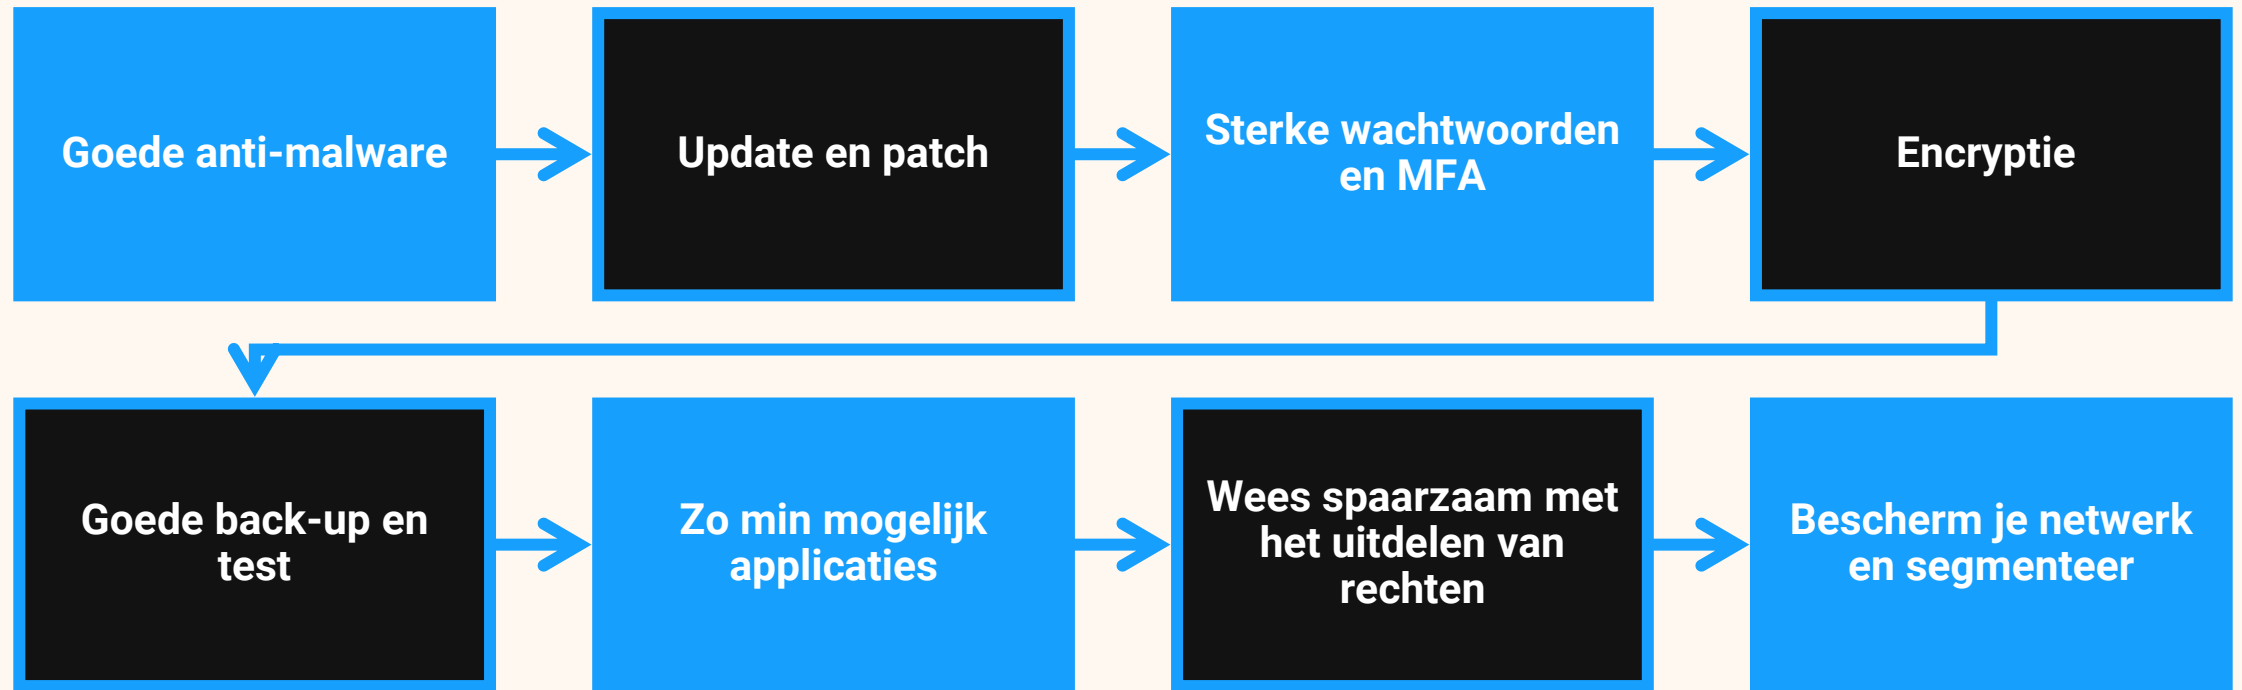 Goede anti-malware
Update en patch
Sterke wachtwoorden
en MFA
Encryptie
Goede back-up en
test
Zo min mogelijk
applicaties
Wees spaarzaam met
het uitdelen van
rechten
Bescherm je netwerk
en segmenteer